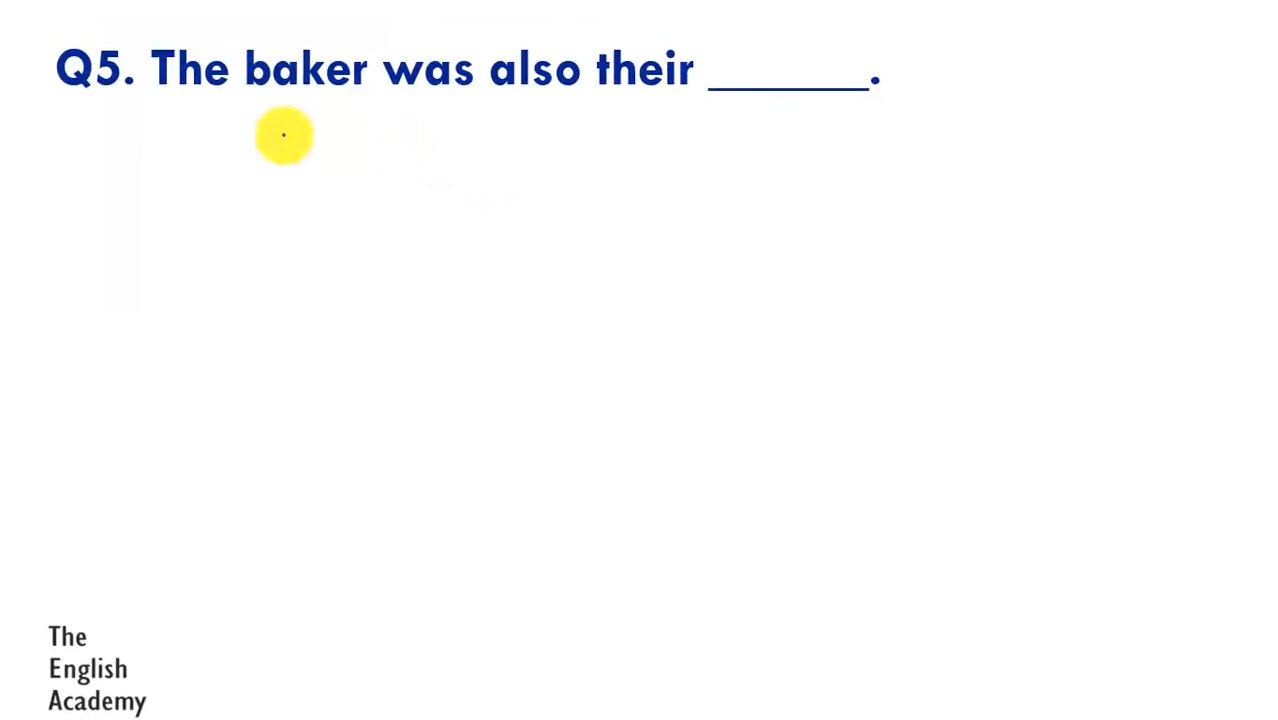 Q5. The baker was also their _______.
The
English
Academy